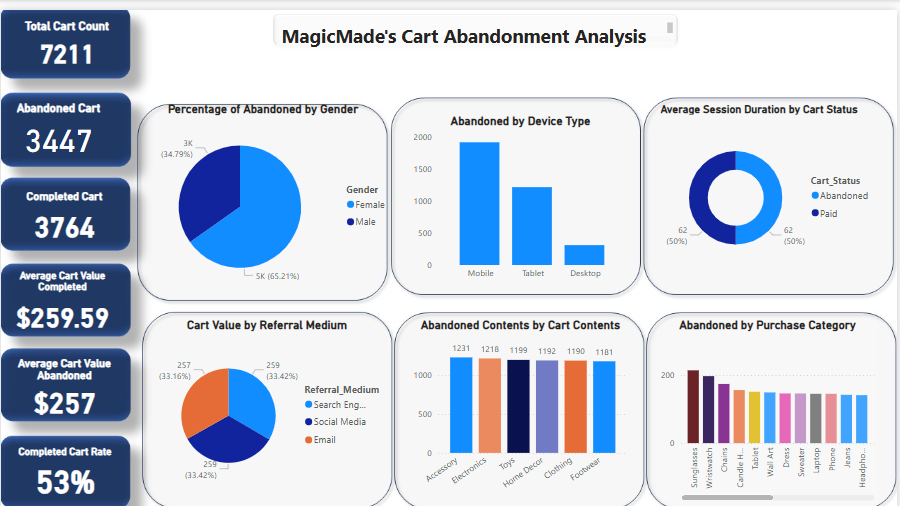 MagicMade's Cart Abandonment Analysis
Total Cart Count
7211
Abandoned Cart
3447
Completed Cart
3764
Average Cart Value
Completed
$259.59
Average Cart Value
Abandoned
$257
Completed Cart Rate
53%
Percentage of Abandoned by Gender
3K
(34.79%)
5K (65.21%)
Gender
Female
Male
Abandoned by Device Type
2000
1500
1000
500
0
Mobile
Tablet
Desktop
Average Session Duration by Cart Status
62
(50%)
62
(50%)
Cart_Status
Abandoned
Paid
Cart Value by Referral Medium
257
(33.16%)
259
(33.42%)
259
(33.42%)
Referral_Medium
Search Eng...
Social Media
Email
Abandoned Contents by Cart Contents
1000
500
0
1231
1218
1199
1192
1190
1181
Accessory
Electronics
Toys
Home Decor
Clothing
Footwear
Abandoned by Purchase Category
200
0
Sunglasses
Wristwatch
Chains
Candle H...
Tablet
Wall Art
Dress
Sweater
Laptop
Phone
Jeans
Headpho...